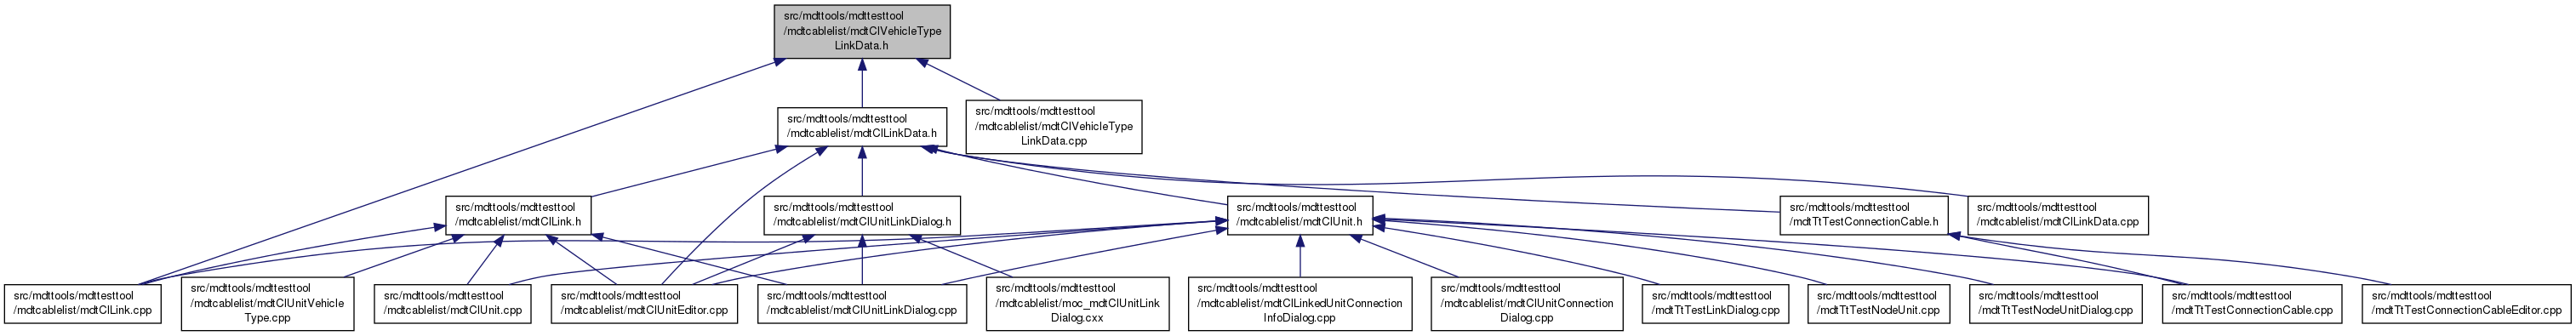 src/mdttools/mdttesttool
/mdtcablelist/mdtClVehicleType
LinkData.h
src/mdttools/mdttesttool
/mdtcablelist/mdtClLinkData.h
src/mdttools/mdttesttool
/mdtcablelist/mdtClVehicleType
LinkData.cpp
src/mdttools/mdttesttool
/mdtcablelist/mdtClLink.h
src/mdttools/mdttesttool
/mdtcablelist/mdtClUnitLinkDialog.h
src/mdttools/mdttesttool
/mdtcablelist/mdtClUnit.h
src/mdttools/mdttesttool
/mdtTtTestConnectionCable.h
src/mdttools/mdttesttool
/mdtcablelist/mdtClLinkData.cpp
src/mdttools/mdttesttool
/mdtcablelist/mdtClLink.cpp
src/mdttools/mdttesttool
/mdtcablelist/mdtClUnitVehicle
Type.cpp
src/mdttools/mdttesttool
/mdtcablelist/mdtClUnit.cpp
src/mdttools/mdttesttool
/mdtcablelist/mdtClUnitEditor.cpp
src/mdttools/mdttesttool
/mdtcablelist/mdtClUnitLinkDialog.cpp
src/mdttools/mdttesttool
/mdtcablelist/moc_mdtClUnitLink
Dialog.cxx
src/mdttools/mdttesttool
/mdtcablelist/mdtClLinkedUnitConnection
InfoDialog.cpp
src/mdttools/mdttesttool
/mdtcablelist/mdtClUnitConnection
Dialog.cpp
src/mdttools/mdttesttool
/mdtTtTestLinkDialog.cpp
src/mdttools/mdttesttool
/mdtTtTestNodeUnit.cpp
src/mdttools/mdttesttool
/mdtTtTestNodeUnitDialog.cpp
src/mdttools/mdttesttool
/mdtTtTestConnectionCable.cpp
src/mdttools/mdttesttool
/mdtTtTestConnectionCableEditor.cpp